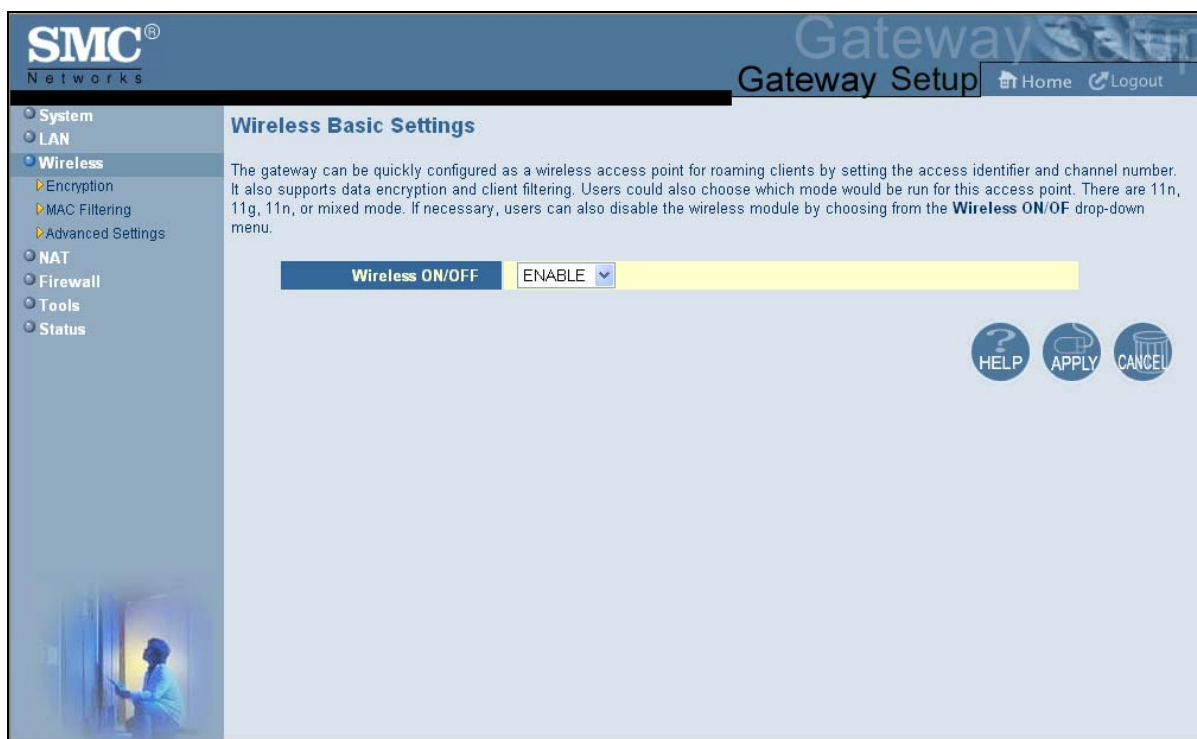 SMC®
Networks
Gateway Setup
Gateway Setup
Home
Logout
System
LAN
Wireless
Encryption
MAC Filtering
Advanced Settings
NAT
Firewall
Tools
Status
Wireless Basic Settings
The gateway can be quickly configured as a wireless access point for roaming clients by setting the access identifier and channel number.
It also supports data encryption and client filtering. Users could also choose which mode would be run for this access point. There are 11n,
11g, 11n, or mixed mode. If necessary, users can also disable the wireless module by choosing from the Wireless ON/OF drop-down
menu.
Wireless ON/OFF
ENABLE
HELP
APPLY
CANCEL